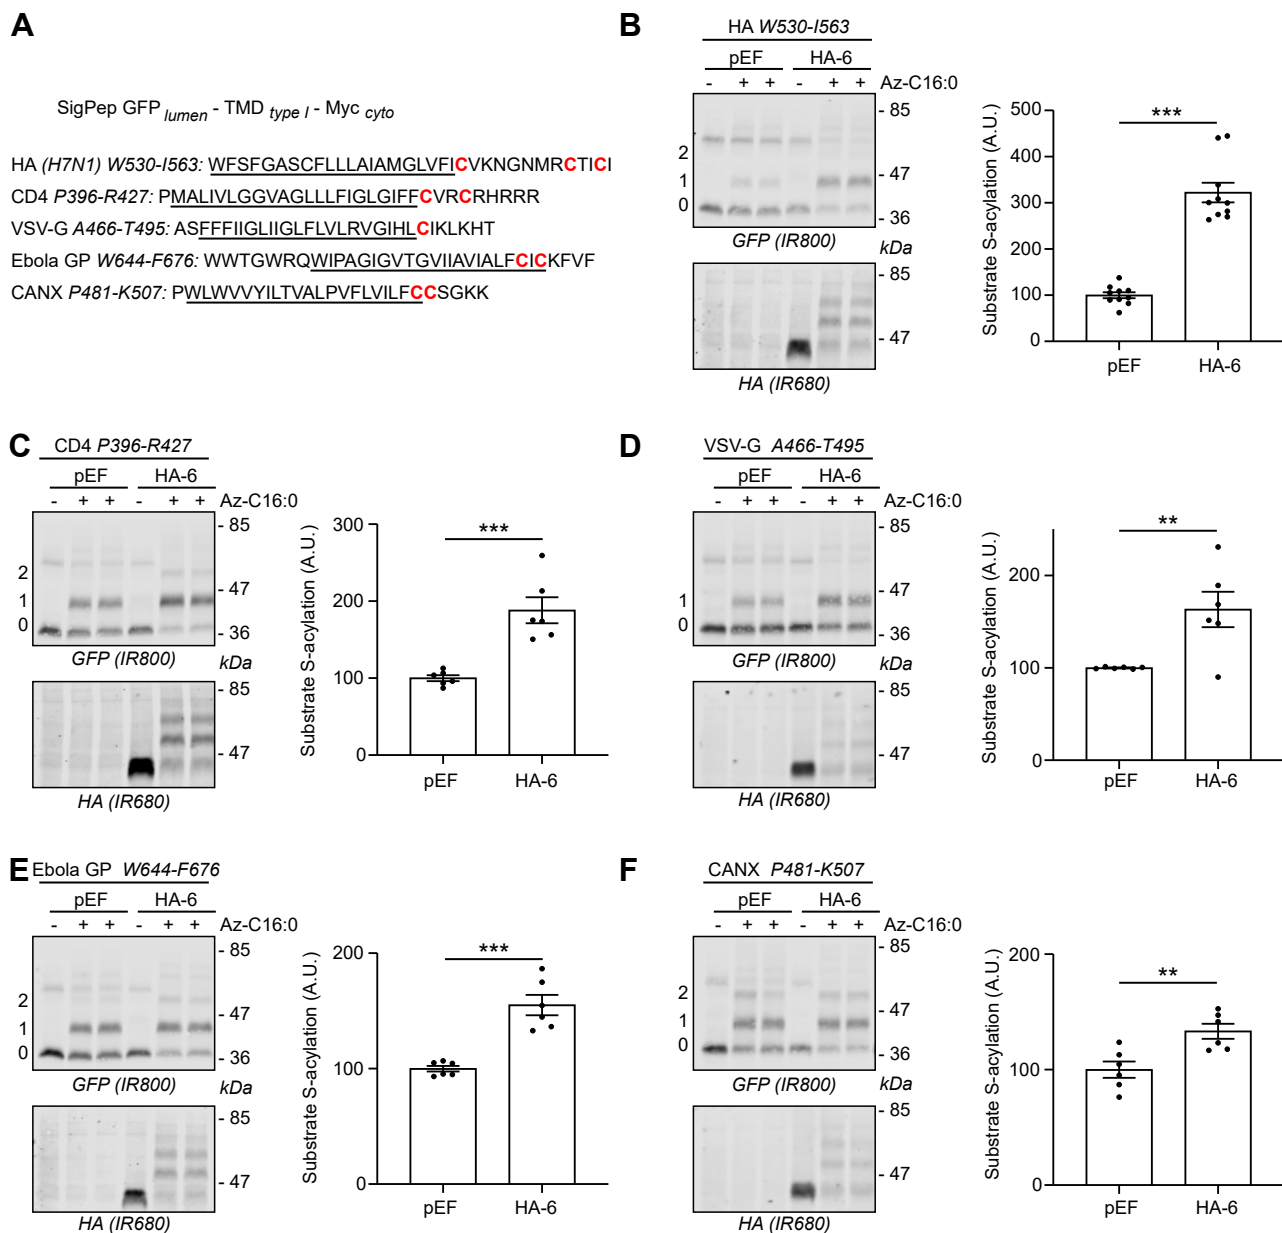 A
SigPep GFP lumen - TMD type I - Myc cyto
HA (H7N1) W530-I563: WFSFGASCFLLLAIAMGLVFICVKNGNMRCTICI
CD4 P396-R427: PMALIVLGGVAGLLLFIGLGIFFCVRCRHRRR
VSV-G A466-T495: ASFFFIIGLIIGLFLVLRVGIHLCIKLKHT
Ebola GP W644-F676: WWTGWRQWIPAGIGVTGVIIAVIALFCICKFVF
CANX P481-K507: PWLWVVYILTVALPVFLVILFCCSGKK
B
HA W530-I563
pEF HA-6
- + + - + + Az-C16:0
- 85
2
1
0
- 47
- 36
GFP (IR800) kDa
- 85
- 47
HA (IR680)
Substrate S-acylation (A.U.)
500
400
300
200
100
0
***
pEF HA-6
C
CD4 P396-R427
pEF HA-6
- + + - + + Az-C16:0
- 85
2
1
0
- 47
- 36
GFP (IR800) kDa
- 85
- 47
HA (IR680)
Substrate S-acylation (A.U.)
300
200
100
0
***
pEF HA-6
D
VSV-G A466-T495
pEF HA-6
- + + - + + Az-C16:0
- 85
1
0
- 47
- 36
GFP (IR800) kDa
- 85
- 47
HA (IR680)
Substrate S-acylation (A.U.)
200
100
0
**
pEF HA-6
E
Ebola GP W644-F676
pEF HA-6
- + + - + + Az-C16:0
- 85
2
1
0
- 47
- 36
GFP (IR800) kDa
- 85
- 47
HA (IR680)
Substrate S-acylation (A.U.)
200
100
0
***
pEF HA-6
F
CANX P481-K507
pEF HA-6
- + + - + + Az-C16:0
- 85
2
1
0
- 47
- 36
GFP (IR800) kDa
- 85
- 47
HA (IR680)
Substrate S-acylation (A.U.)
200
100
0
**
pEF HA-6